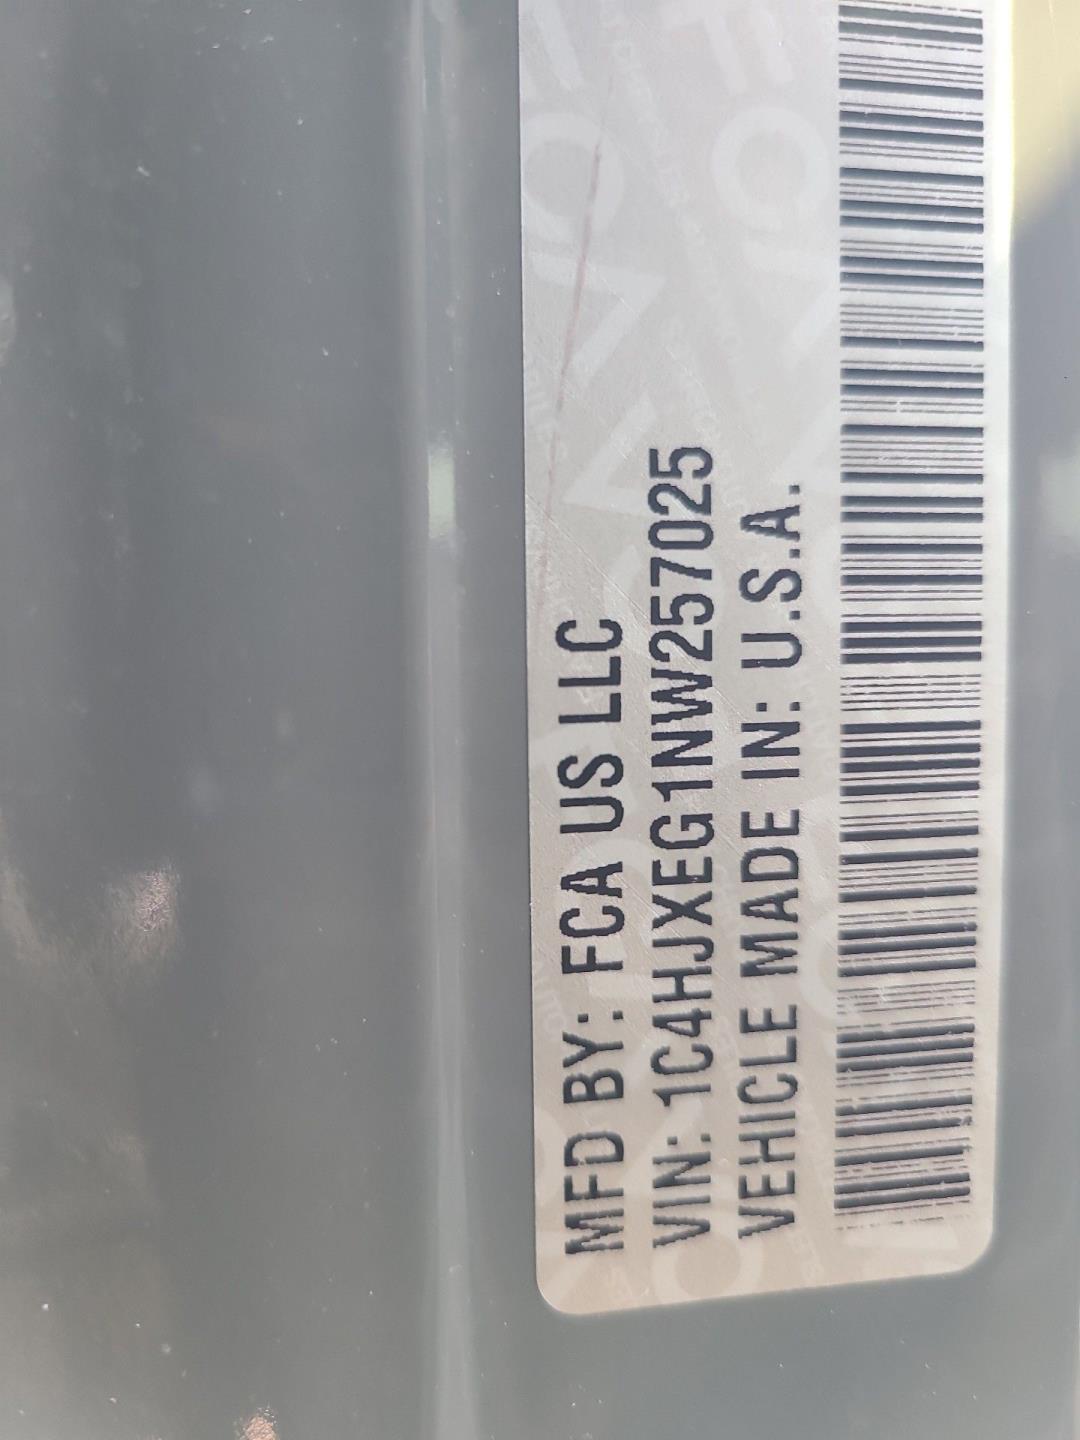 MFD BY: FCA US LLC
VIN: 1C4HJXEG1NW257025
VEHICLE MADE IN: U.S.A.